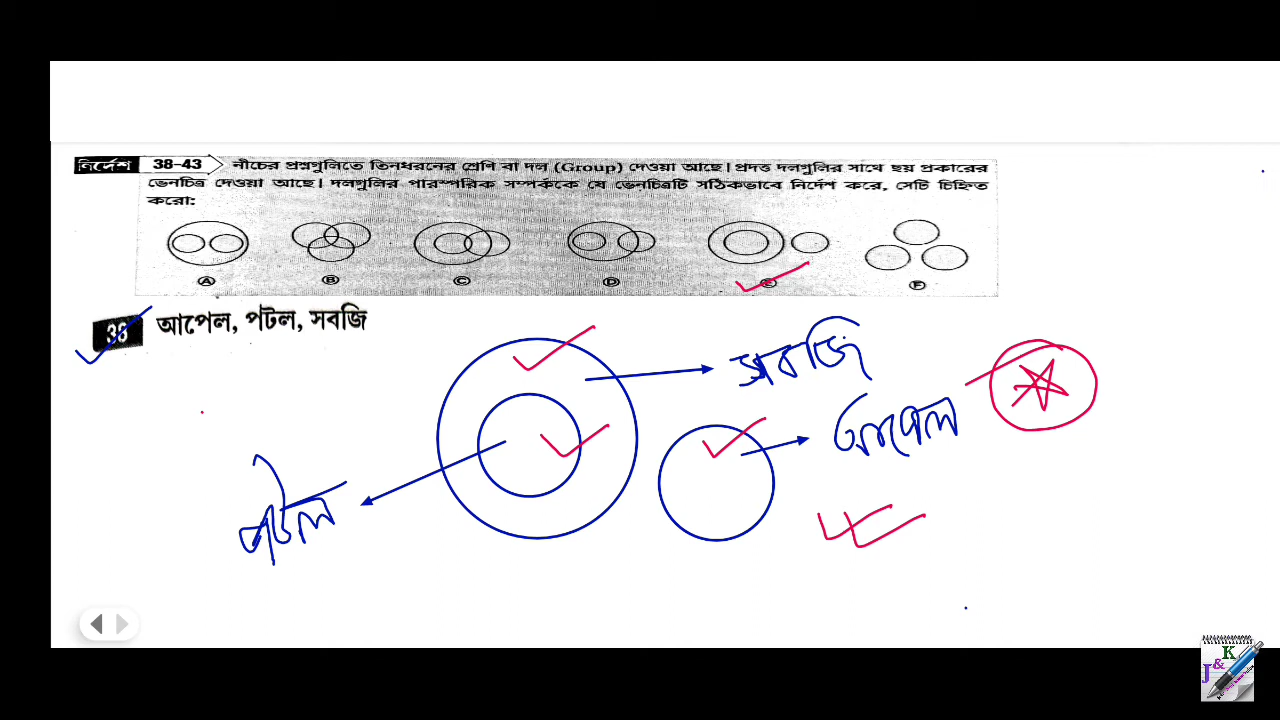 নির্দেশ 38-43 নীচের প্রশ্নগুলিতে তিনধরনের শ্রেণি বা দল (Group) দেওয়া আছে। প্রদত্ত দলগুলির সাথে ছয় প্রকারের
ভেনচিত্র দেওয়া আছে। দলগুলির পারস্পরিক সম্পর্ককে যে ভেনচিত্রটি সঠিকভাবে নির্দেশ করে, সেটি চিহ্নিত
করো:
A B C D E F
38 আপেল, পটল, সবজি
সবজি
আপেল
পটল
J&K